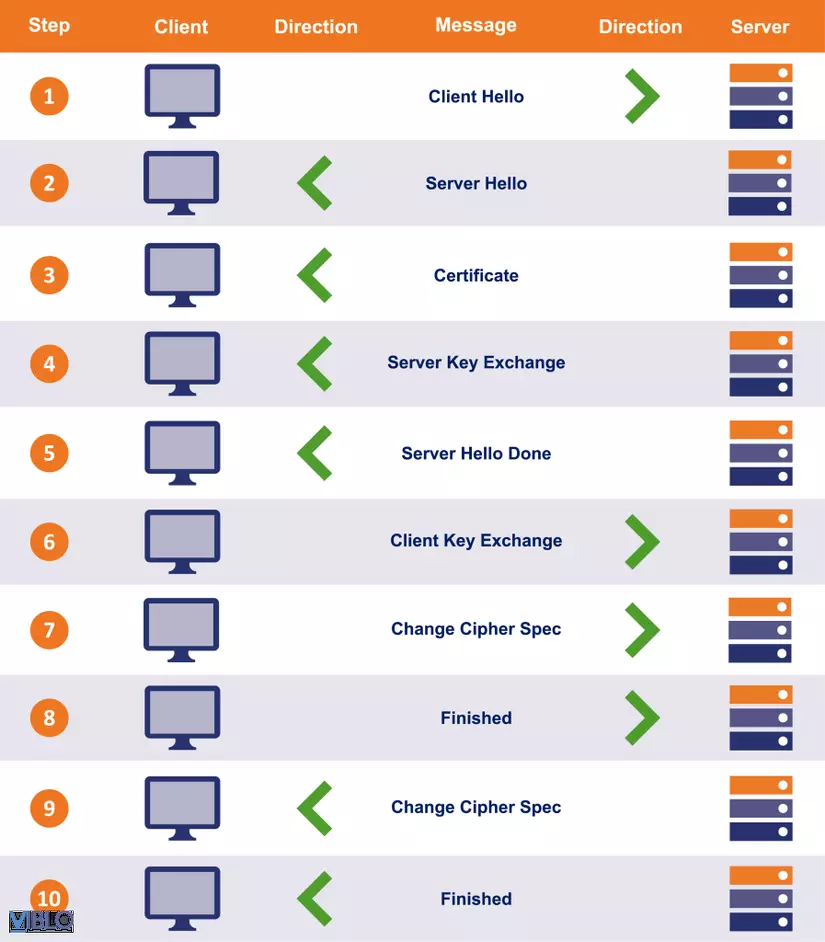 Step Client Direction Message Direction Server
1 Client Hello
2 Server Hello
3 Certificate
4 Server Key Exchange
5 Server Hello Done
6 Client Key Exchange
7 Change Cipher Spec
8 Finished
9 Change Cipher Spec
10 Finished
VIBLO